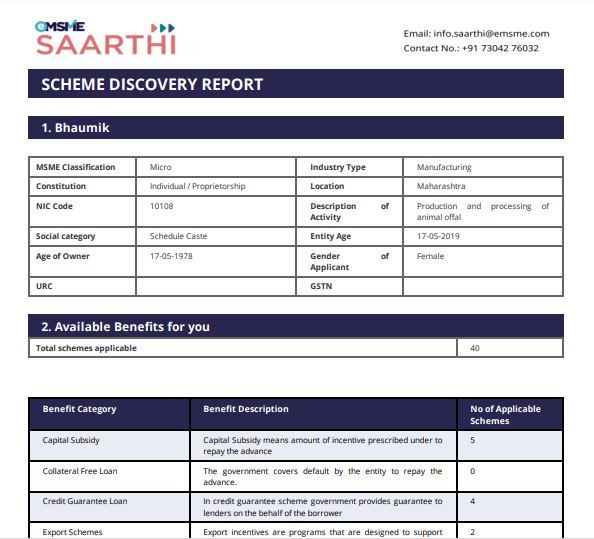 eMSME
SAARTHI
Email: info.saarthi@emsme.com
Contact No.: +91 73042 76032
SCHEME DISCOVERY REPORT
1. Bhaumik
MSME Classification Micro Industry Type Manufacturing
Constitution Individual / Proprietorship Location Maharashtra
NIC Code 10108 Description of Production and processing of
Activity animal offal
Social category Schedule Caste Entity Age 17-05-2019
Age of Owner 17-05-1978 Gender of Female
Applicant
URC GSTN
2. Available Benefits for you
Total schemes applicable 40
Benefit Category Benefit Description No of Applicable
Schemes
Capital Subsidy Capital Subsidy means amount of incentive prescribed under to 5
repay the advance
Collateral Free Loan The government covers default by the entity to repay the 0
advance.
Credit Guarantee Loan In credit guarantee scheme government provides guarantee to 4
lenders on the behalf of the borrower
Export Schemes Export incentives are programs that are designed to support 2